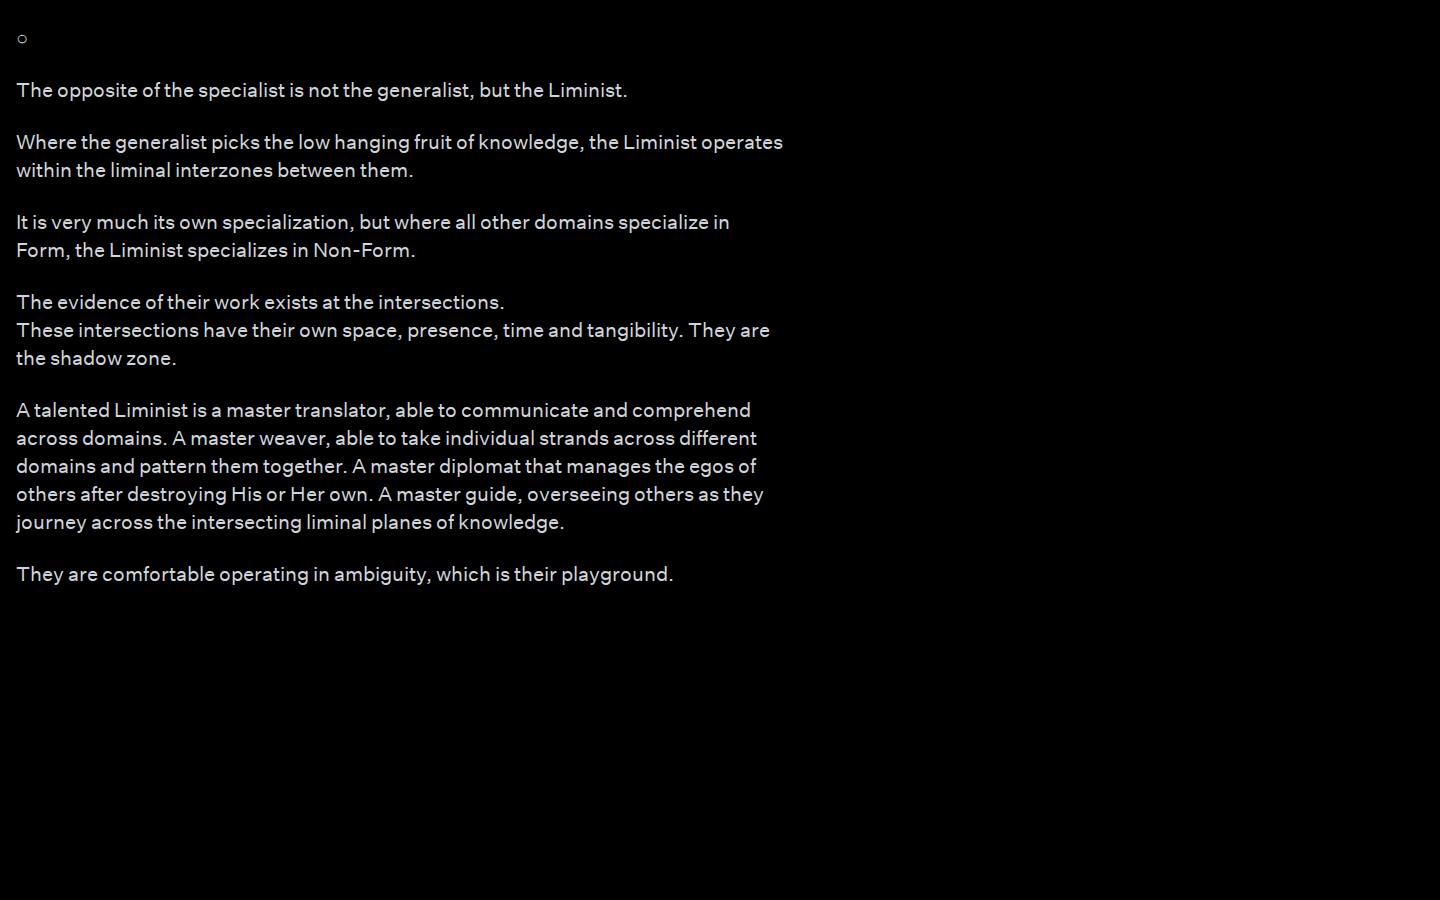 ○
The opposite of the specialist is not the generalist, but the Liminist.
Where the generalist picks the low hanging fruit of knowledge, the Liminist operates
within the liminal interzones between them.
It is very much its own specialization, but where all other domains specialize in
Form, the Liminist specializes in Non-Form.
The evidence of their work exists at the intersections.
These intersections have their own space, presence, time and tangibility. They are
the shadow zone.
A talented Liminist is a master translator, able to communicate and comprehend
across domains. A master weaver, able to take individual strands across different
domains and pattern them together. A master diplomat that manages the egos of
others after destroying His or Her own. A master guide, overseeing others as they
journey across the intersecting liminal planes of knowledge.
They are comfortable operating in ambiguity, which is their playground.